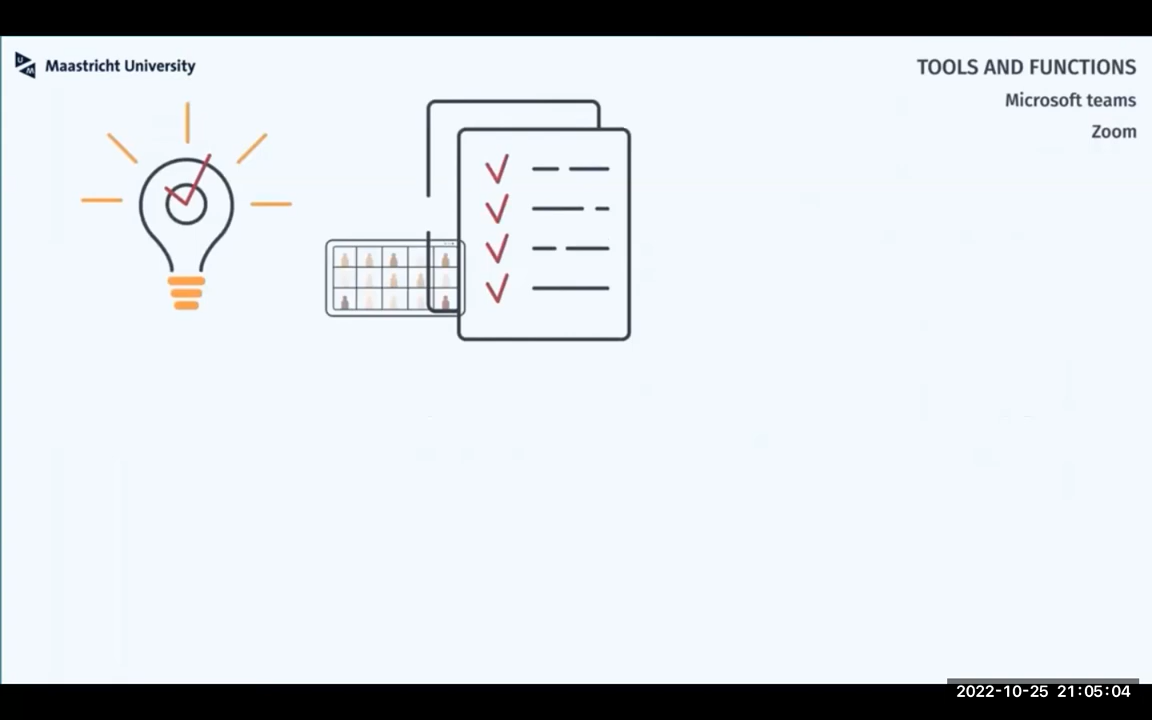 Maastricht University
TOOLS AND FUNCTIONS
Microsoft teams
Zoom
2022-10-25 21:05:04